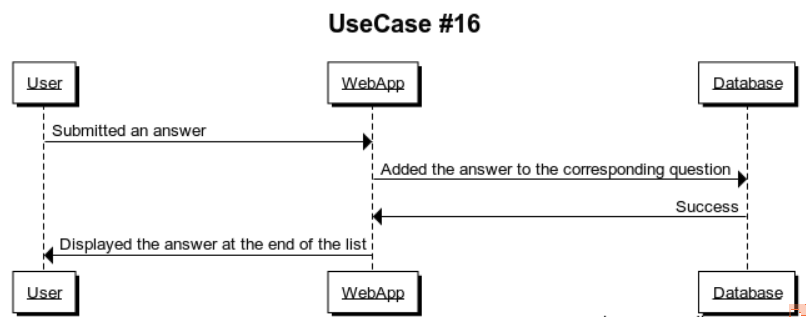 UseCase #16
User
WebApp
Database
Submitted an answer
Added the answer to the corresponding question
Success
Displayed the answer at the end of the list
User
WebApp
Database